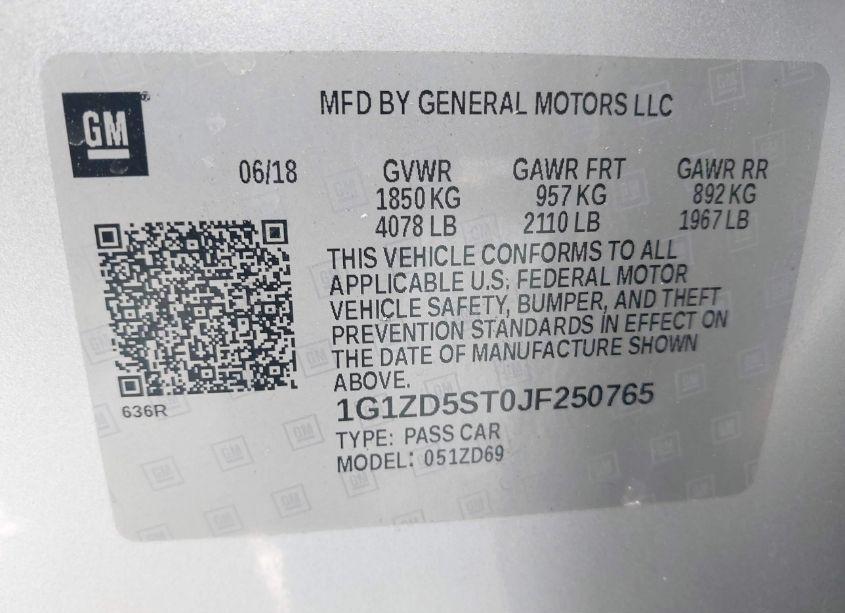 GM
MFD BY GENERAL MOTORS LLC
06/18 GVWR GAWR FRT GAWR RR
1850 KG 957 KG 892 KG
4078 LB 2110 LB 1967 LB
THIS VEHICLE CONFORMS TO ALL
APPLICABLE U.S. FEDERAL MOTOR
VEHICLE SAFETY, BUMPER, AND THEFT
PREVENTION STANDARDS IN EFFECT ON
THE DATE OF MANUFACTURE SHOWN
ABOVE.
636R
1G1ZD5ST0JF250765
TYPE: PASS CAR
MODEL: 051ZD69